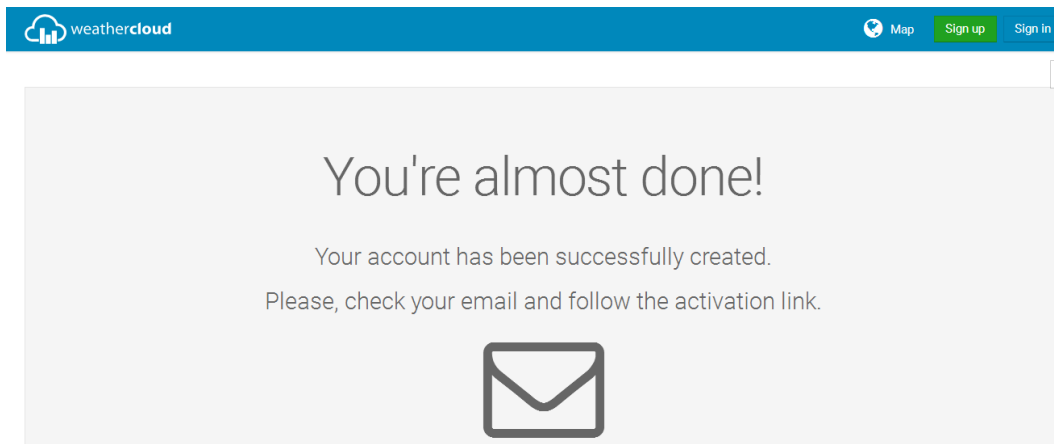 weathercloud
Map
Sign up
Sign in
You're almost done!
Your account has been successfully created.
Please, check your email and follow the activation link.